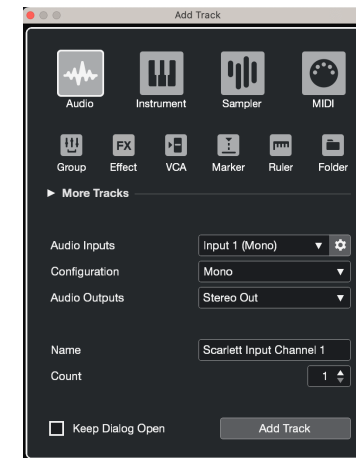 Add Track
Audio Instrument Sampler MIDI
FX
Group Effect VCA Marker Ruler Folder
More Tracks
Audio Inputs Input 1 (Mono)
Configuration Mono
Audio Outputs Stereo Out
Name Scarlett Input Channel 1
Count 1
Keep Dialog Open Add Track